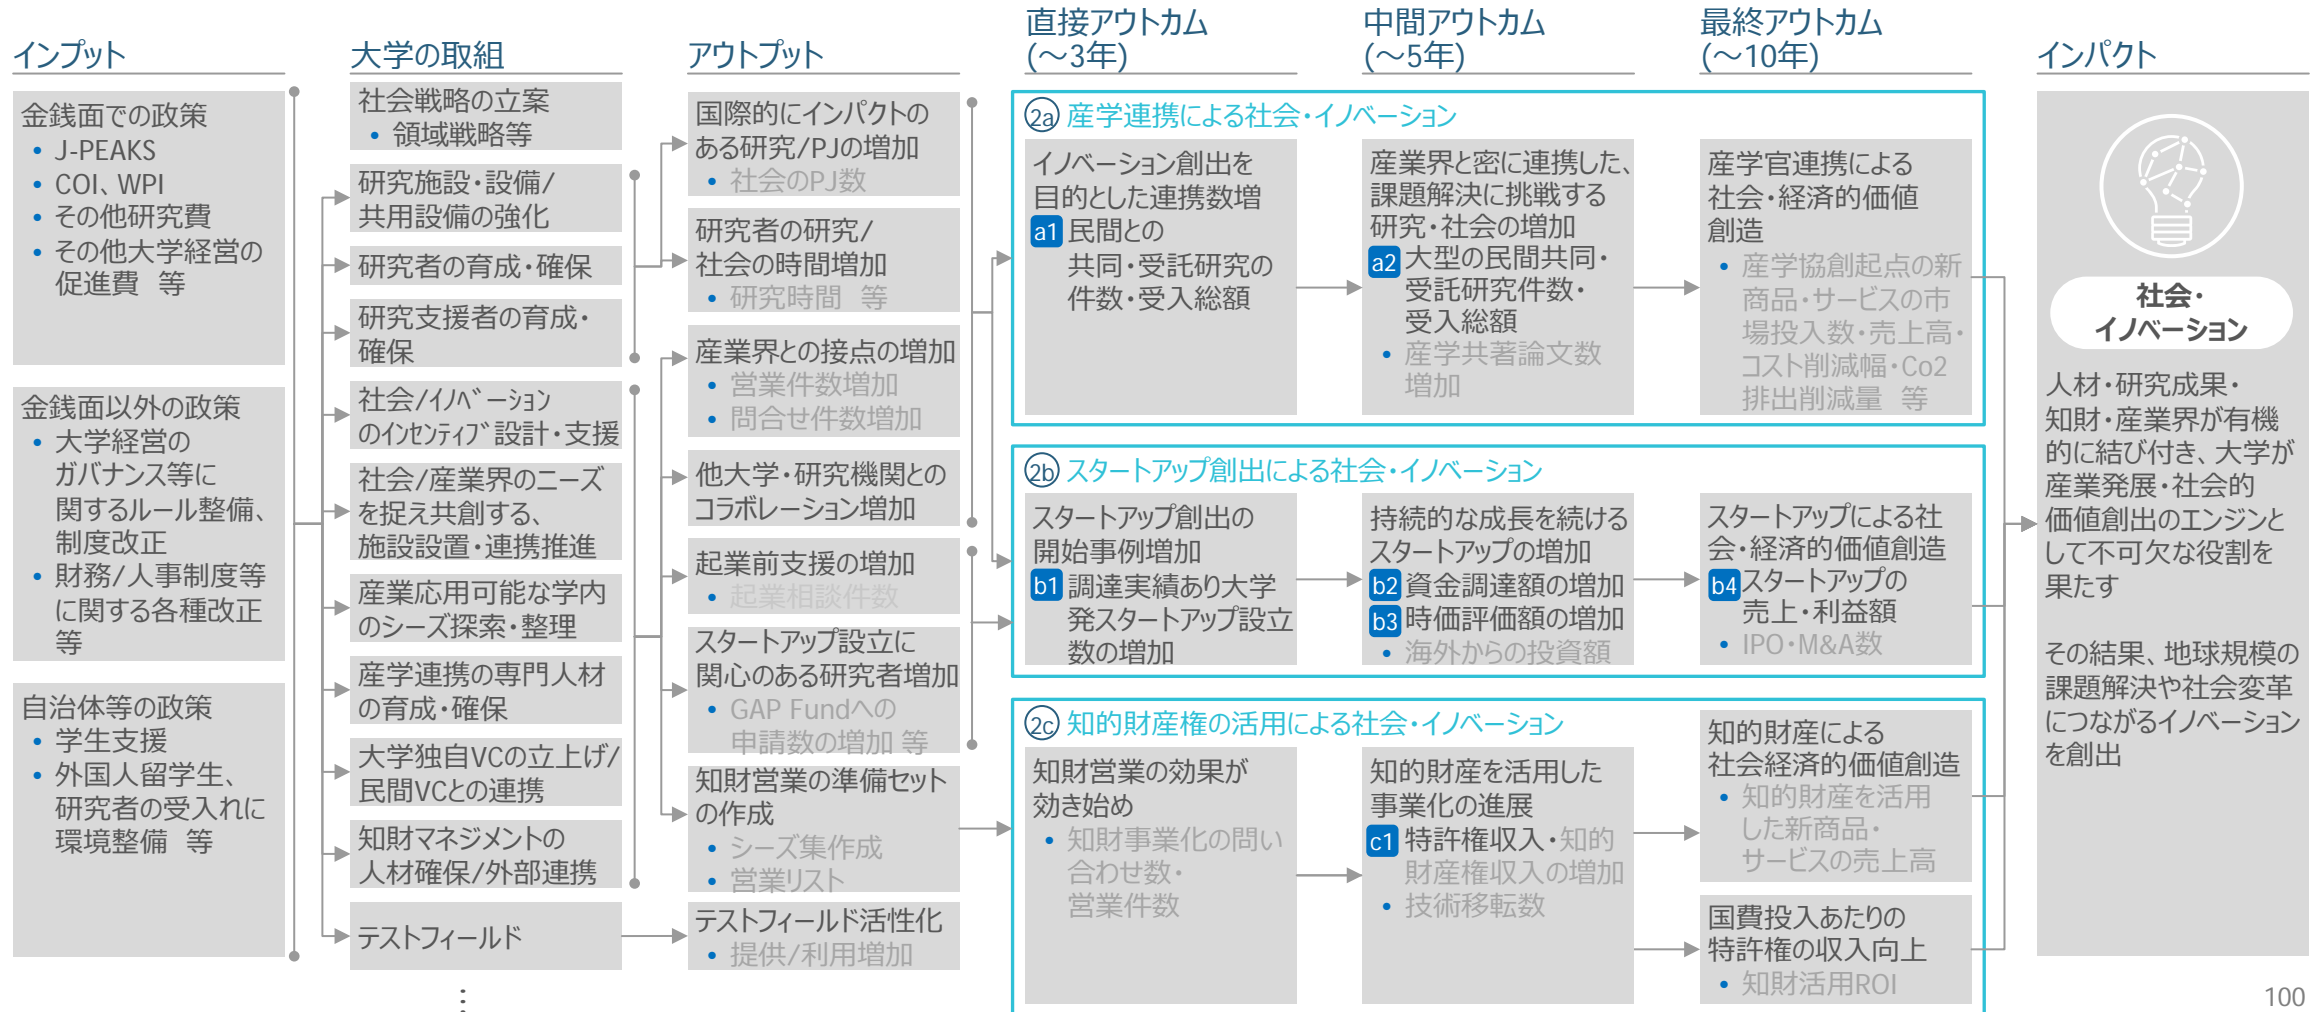 インプット
金銭面での政策
• J-PEAKS
• COI、WPI
• その他研究費
• その他大学経営の
促進費　等
金銭面以外の政策
• 大学経営の
ガバナンス等に
関するルール整備、
制度改正
• 財務/人事制度等
に関する各種改正
等
自治体等の政策
• 学生支援
• 外国人留学生、
研究者の受入れに
環境整備　等
大学の取組
社会戦略の立案
• 領域戦略等
研究施設・設備/
共用設備の強化
研究者の育成・確保
研究支援者の育成・
確保
社会/イノベーション
のインセンティブ設計・支援
社会/産業界のニーズ
を捉え共創する、
施設設置・連携推進
産業応用可能な学内
のシーズ探索・整理
産学連携の専門人材
の育成・確保
大学独自VCの立上げ/
民間VCとの連携
知財マネジメントの
人材確保/外部連携
テストフィールド
⋮
アウトプット
国際的にインパクトの
ある研究/PJの増加
• 社会のPJ数
研究者の研究/
社会の時間増加
• 研究時間　等
産業界との接点の増加
• 営業件数増加
• 問合せ件数増加
他大学・研究機関との
コラボレーション増加
起業前支援の増加
• 起業相談件数
スタートアップ設立に
関心のある研究者増加
• GAP Fundへの
申請数の増加 等
知財営業の準備セット
の作成
• シーズ集作成
• 営業リスト
テストフィールド活性化
• 提供/利用増加
直接アウトカム
(～3年)
中間アウトカム
(～5年)
最終アウトカム
(～10年)
2a 産学連携による社会・イノベーション
イノベーション創出を
目的とした連携数増
a1 民間との
共同・受託研究の
件数・受入総額
産業界と密に連携した、
課題解決に挑戦する
研究・社会の増加
a2 大型の民間共同・
受託研究件数・
受入総額
• 産学共著論文数
増加
産学官連携による
社会・経済的価値
創造
• 産学協創起点の新
商品・サービスの市
場投入数・売上高・
コスト削減幅・Co2
排出削減量　等
2b スタートアップ創出による社会・イノベーション
スタートアップ創出の
開始事例増加
b1 調達実績あり大学
発スタートアップ設立
数の増加
持続的な成長を続ける
スタートアップの増加
b2 資金調達額の増加
b3 時価評価額の増加
• 海外からの投資額
スタートアップによる社
会・経済的価値創造
b4 スタートアップの
売上・利益額
• IPO・M&A数
2c 知的財産権の活用による社会・イノベーション
知財営業の効果が
効き始め
• 知財事業化の問い
合わせ数・
営業件数
知的財産を活用した
事業化の進展
c1 特許権収入・知的
財産権収入の増加
• 技術移転数
知的財産による
社会経済的価値創造
• 知的財産を活用
した新商品・
サービスの売上高
国費投入あたりの
特許権の収入向上
• 知財活用ROI
インパクト
社会・
イノベーション
人材・研究成果・
知財・産業界が有機
的に結び付き、大学が
産業発展・社会的
価値創出のエンジンと
して不可欠な役割を
果たす
その結果、地球規模の
課題解決や社会変革
につながるイノベーション
を創出
100